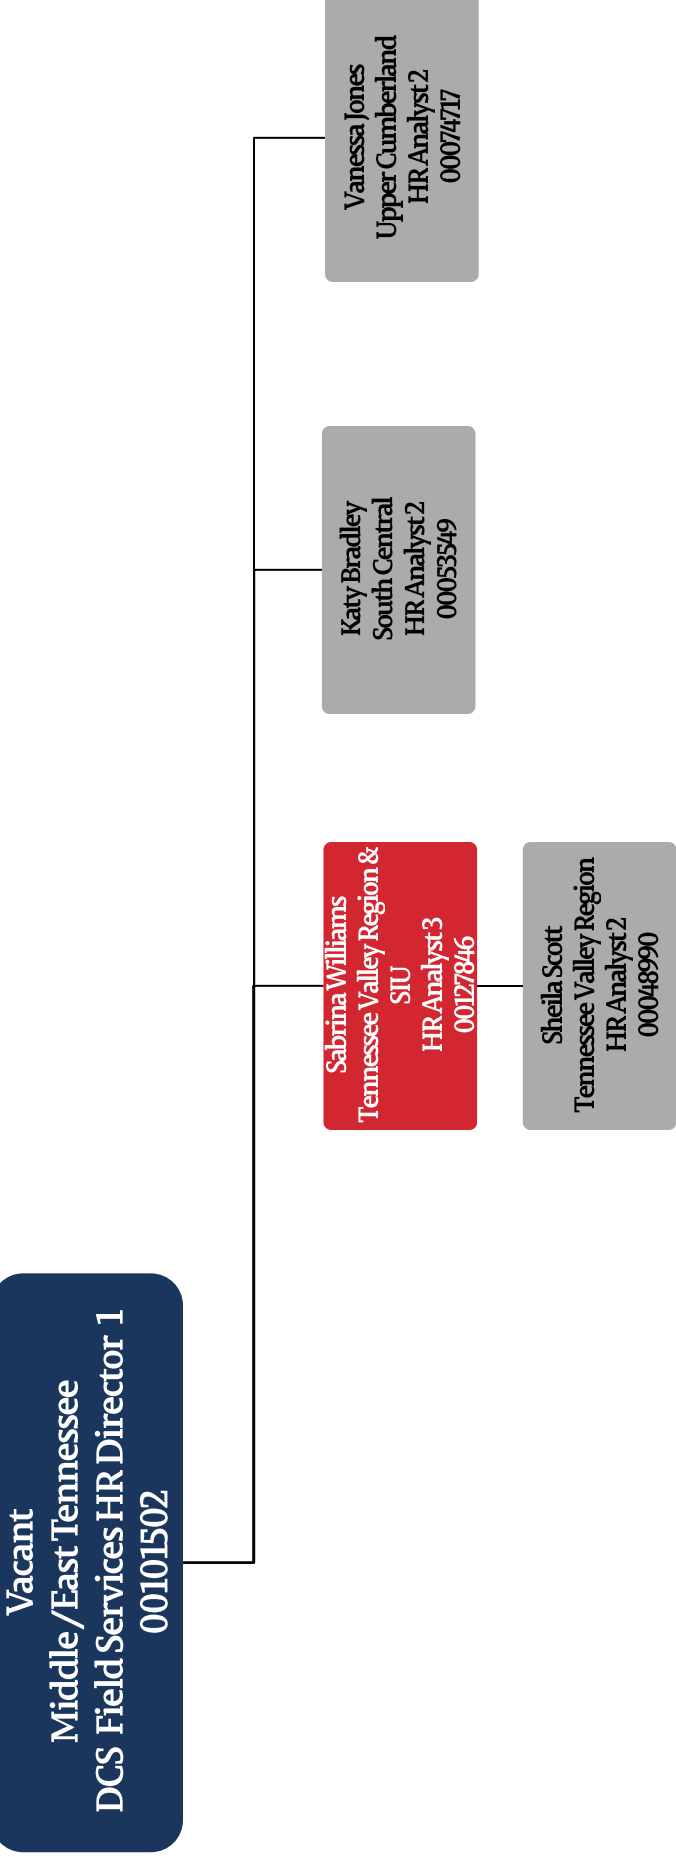 Vacant
Middle/East Tennessee
DCS Field Services HR Director 1
00101502
Sabrina Williams
Tennessee Valley Region &
SIU
HR Analyst 3
00127846
Sheila Scott
Tennessee Valley Region
HR Analyst 2
00048990
Katy Bradley
South Central
HR Analyst 2
00053549
Vanessa Jones
Upper Cumberland
HR Analyst 2
00074717